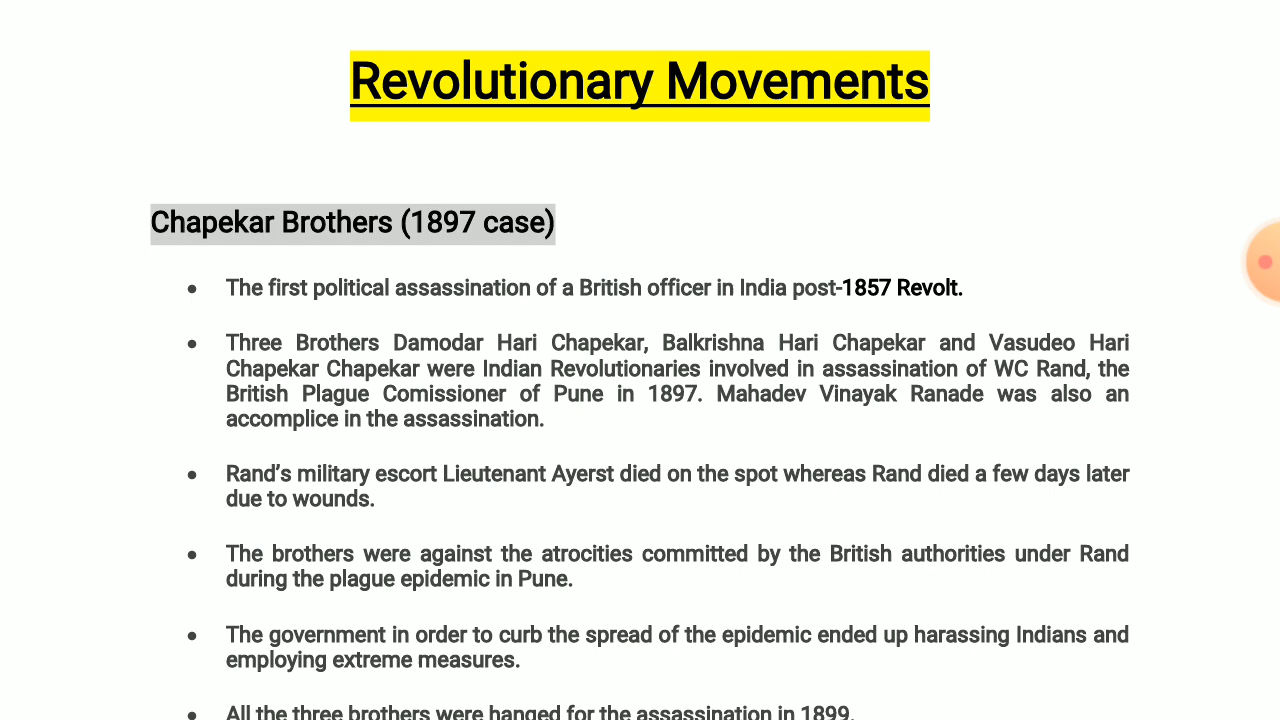 Revolutionary Movements
Chapekar Brothers (1897 case)
• The first political assassination of a British officer in India post-1857 Revolt.
• Three Brothers Damodar Hari Chapekar, Balkrishna Hari Chapekar and Vasudeo Hari
Chapekar Chapekar were Indian Revolutionaries involved in assassination of WC Rand, the
British Plague Comissioner of Pune in 1897. Mahadev Vinayak Ranade was also an
accomplice in the assassination.
• Rand’s military escort Lieutenant Ayerst died on the spot whereas Rand died a few days later
due to wounds.
• The brothers were against the atrocities committed by the British authorities under Rand
during the plague epidemic in Pune.
• The government in order to curb the spread of the epidemic ended up harassing Indians and
employing extreme measures.
• All the three brothers were hanged for the assassination in 1899.